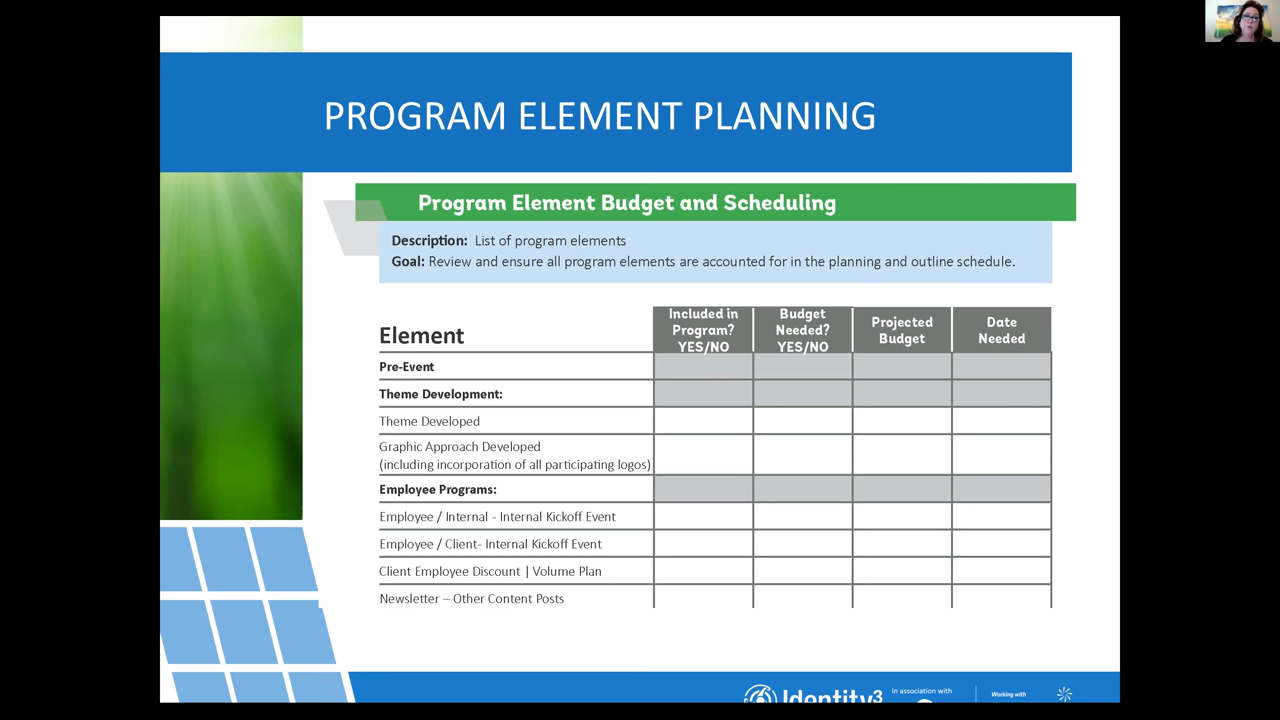 PROGRAM ELEMENT PLANNING
Program Element Budget and Scheduling
Description: List of program elements
Goal: Review and ensure all program elements are accounted for in the planning and outline schedule.
Element
Included in
Program?
YES/NO
Budget
Needed?
YES/NO
Projected
Budget
Date
Needed
Pre-Event
Theme Development:
Theme Developed
Graphic Approach Developed
(including incorporation of all participating logos)
Employee Programs:
Employee / Internal - Internal Kickoff Event
Employee / Client- Internal Kickoff Event
Client Employee Discount | Volume Plan
Newsletter – Other Content Posts
Identity3
in association with
Working with